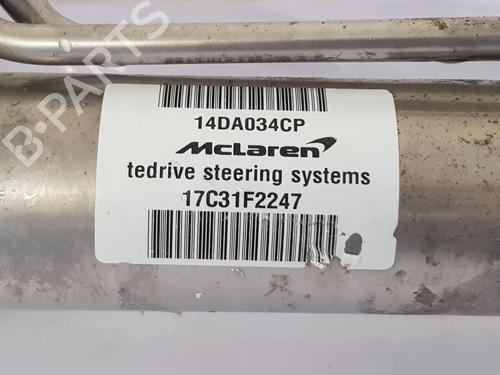 B-PARTS
14DA034CP
McLaren
tedrive steering systems
17C31F2247